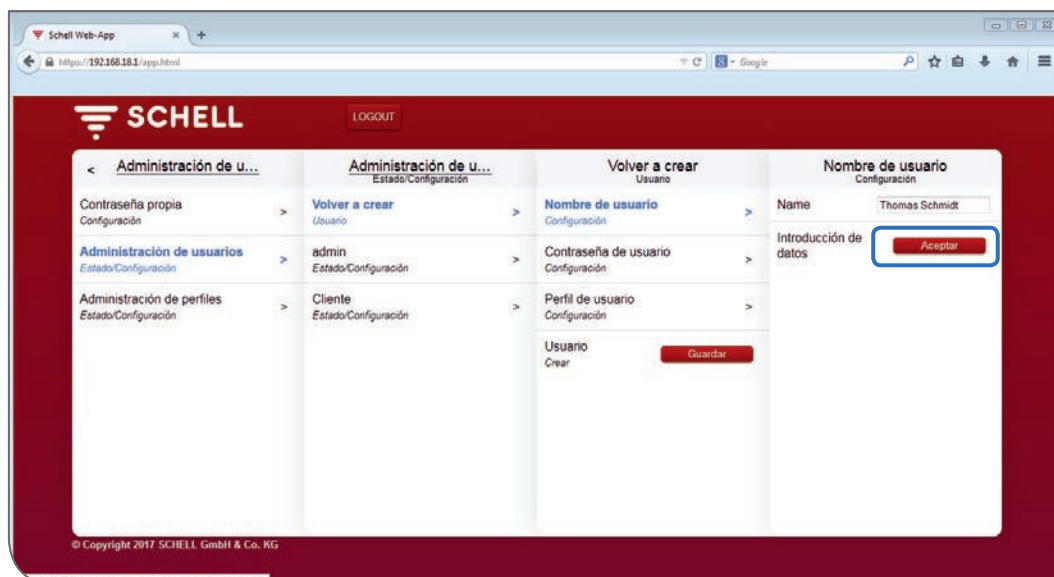 Schell Web-App
https://192.168.18.1/app.html
Google
SCHELL
LOGOUT
< Administración de u...
Contraseña propia
Configuración
>
Administración de usuarios
Estado/Configuración
>
Administración de perfiles
Estado/Configuración
>
Administración de u...
Estado/Configuración
Volver a crear
Usuario
>
admin
Estado/Configuración
>
Cliente
Estado/Configuración
>
Volver a crear
Usuario
Nombre de usuario
Configuración
>
Contraseña de usuario
Configuración
>
Perfil de usuario
Configuración
>
Usuario
Crear
Guardar
Nombre de usuario
Configuración
Name Thomas Schmidt
Introducción de
datos
Aceptar
© Copyright 2017 SCHELL GmbH & Co. KG